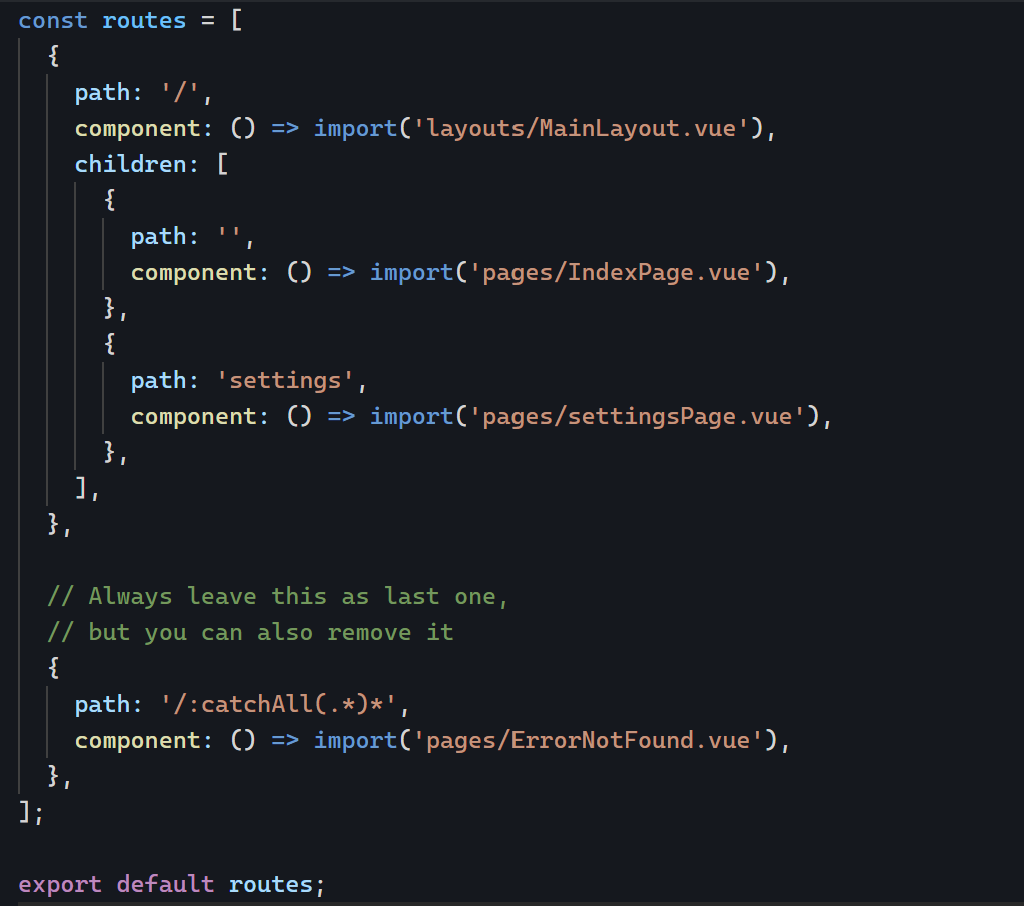 const routes = [
  {
    path: '/',
    component: () => import('layouts/MainLayout.vue'),
    children: [
      {
        path: '',
        component: () => import('pages/IndexPage.vue'),
      },
      {
        path: 'settings',
        component: () => import('pages/settingsPage.vue'),
      },
    ],
  },

  // Always leave this as last one,
  // but you can also remove it
  {
    path: '/:catchAll(.*)*',
    component: () => import('pages/ErrorNotFound.vue'),
  },
];

export default routes;